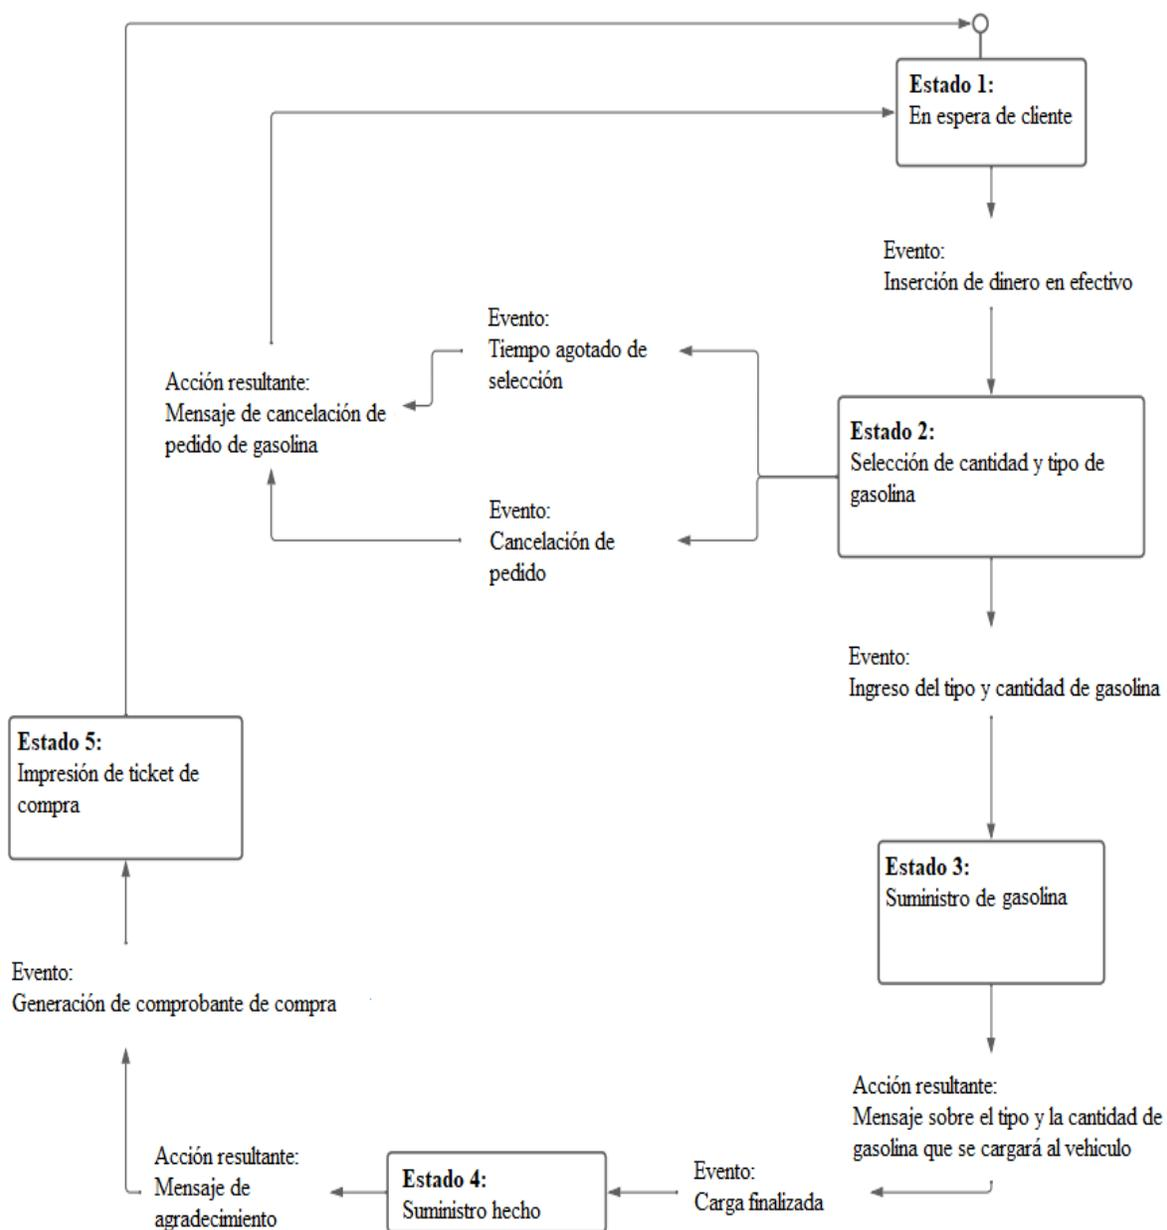 Estado 1:
En espera de cliente
Evento:
Inserción de dinero en efectivo
Evento:
Tiempo agotado de
selección
Acción resultante:
Mensaje de cancelación de
pedido de gasolina
Estado 2:
Selección de cantidad y tipo de
gasolina
Evento:
Cancelación de
pedido
Evento:
Ingreso del tipo y cantidad de gasolina
Estado 5:
Impresión de ticket de
compra
Estado 3:
Suministro de gasolina
Evento:
Generación de comprobante de compra
Acción resultante:
Mensaje sobre el tipo y la cantidad de
gasolina que se cargará al vehiculo
Acción resultante:
Mensaje de
agradecimiento
Estado 4:
Suministro hecho
Evento:
Carga finalizada